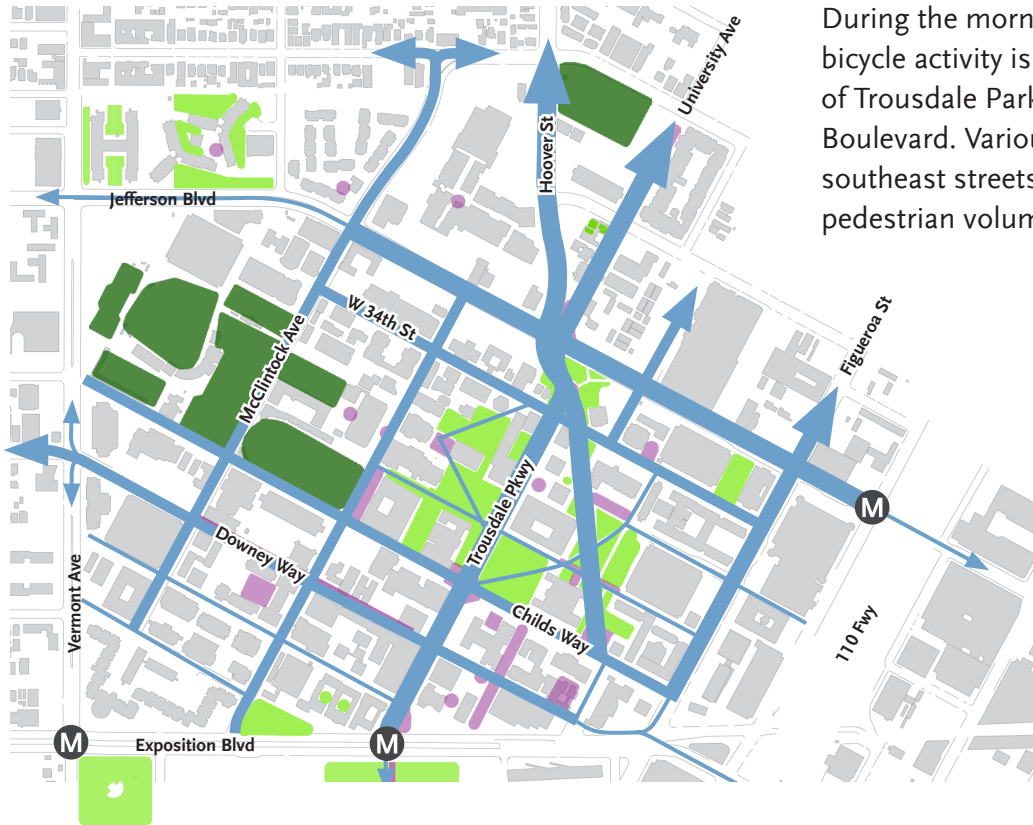 During the morn
bicycle activity is
of Trousdale Park
Boulevard. Variou
southeast streets
pedestrian volum
University Ave
Hoover St
Jefferson Blvd
W 34th St
Figueroa St
McClintock Ave
M
Trousdale Pkwy
Downey Way
Childs Way
Vermont Ave
110 Fwy
M
Exposition Blvd
M